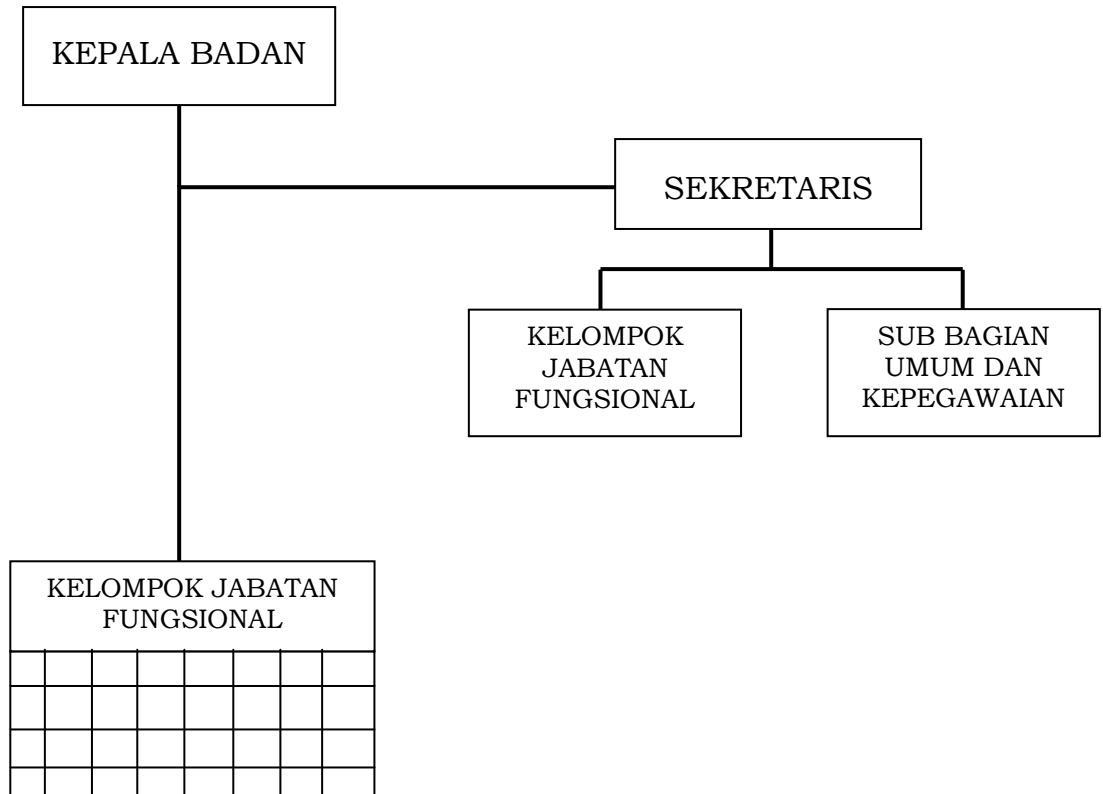 KEPALA BADAN
SEKRETARIS
KELOMPOK
JABATAN
FUNGSIONAL
SUB BAGIAN
UMUM DAN
KEPEGAWAIAN
KELOMPOK JABATAN
FUNGSIONAL